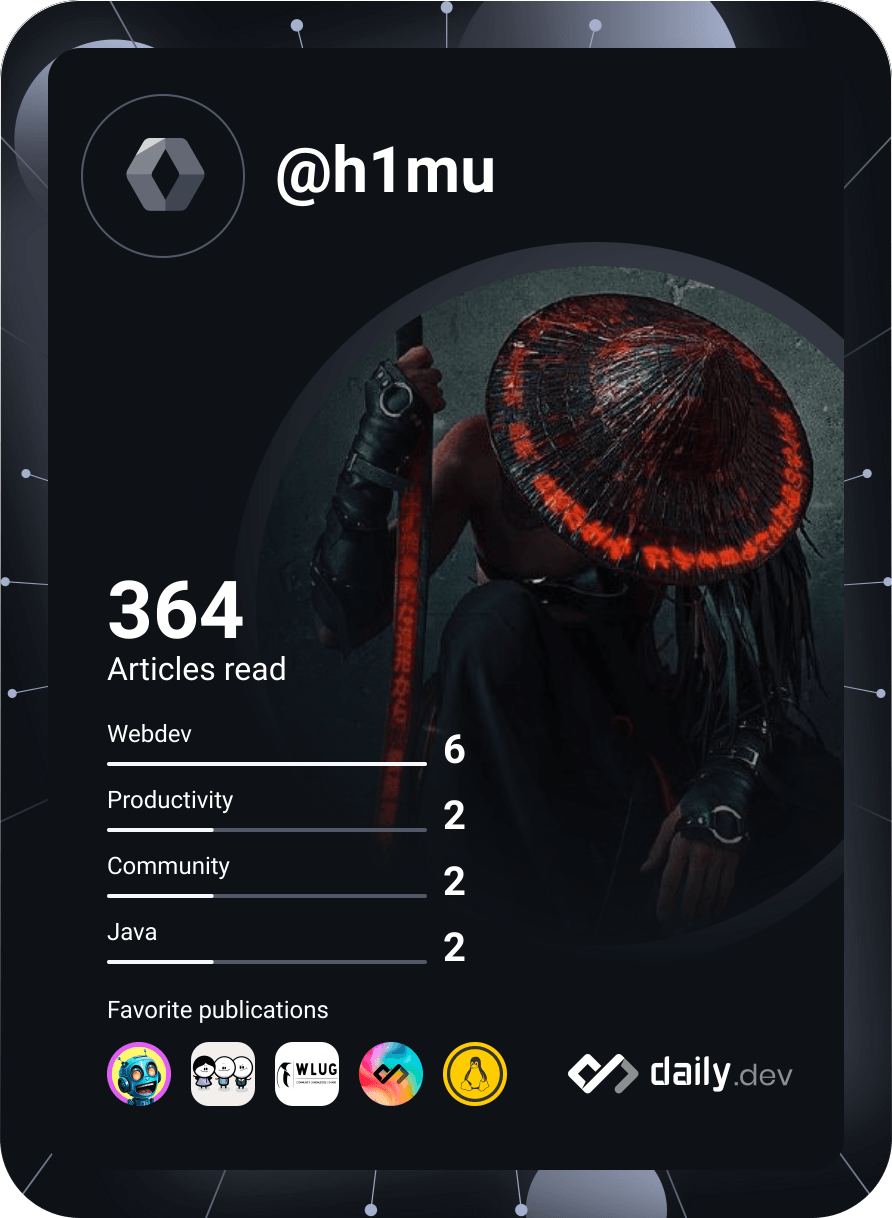 @h1mu
364
Articles read
Webdev
6
Productivity
2
Community
2
Java
2
Favorite publications
WLUG
daily.dev